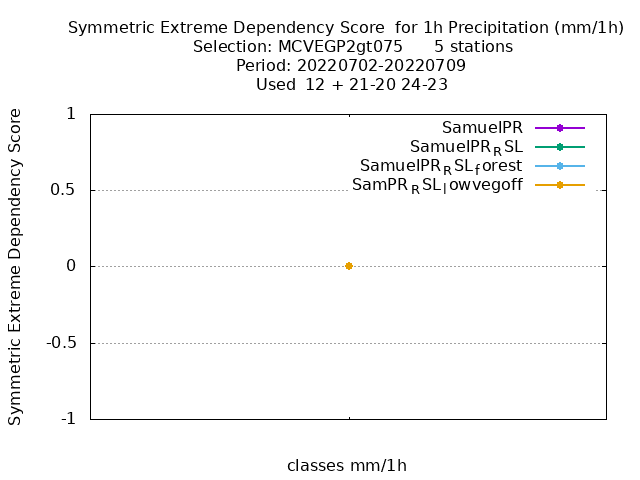 Symmetric Extreme Dependency Score  for 1h Precipitation (mm/1h)
Selection: MCVEGP2gt075      5 stations
Period: 20220702-20220709
Used  12 + 21-20 24-23
SamuelPR
SamuelPR_RSL
SamuelPR_RSL_forest
SamPR_RSL_lowvegoff
1
0.5
0
-0.5
-1
Symmetric Extreme Dependency Score
classes mm/1h